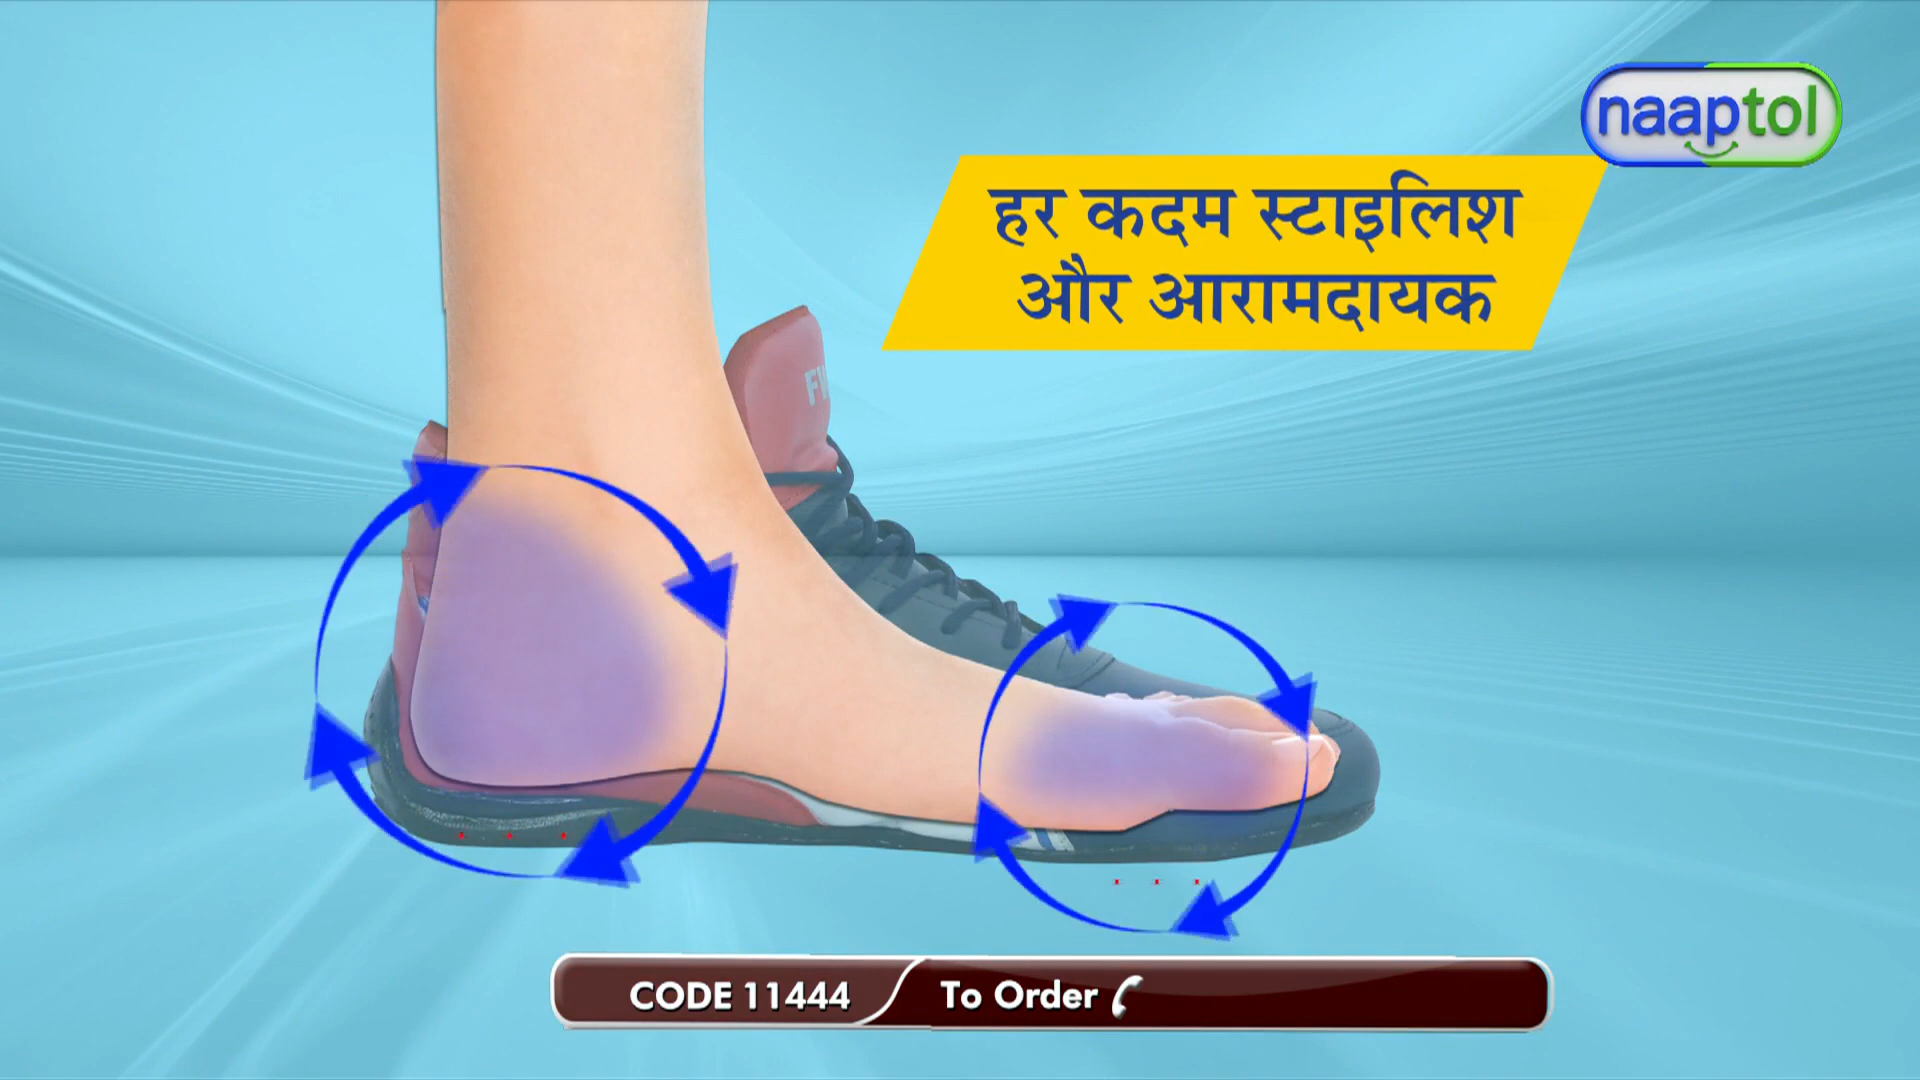 naaptol
हर कदम स्टाइलिश
और आरामदायक
CODE 11444 To Order